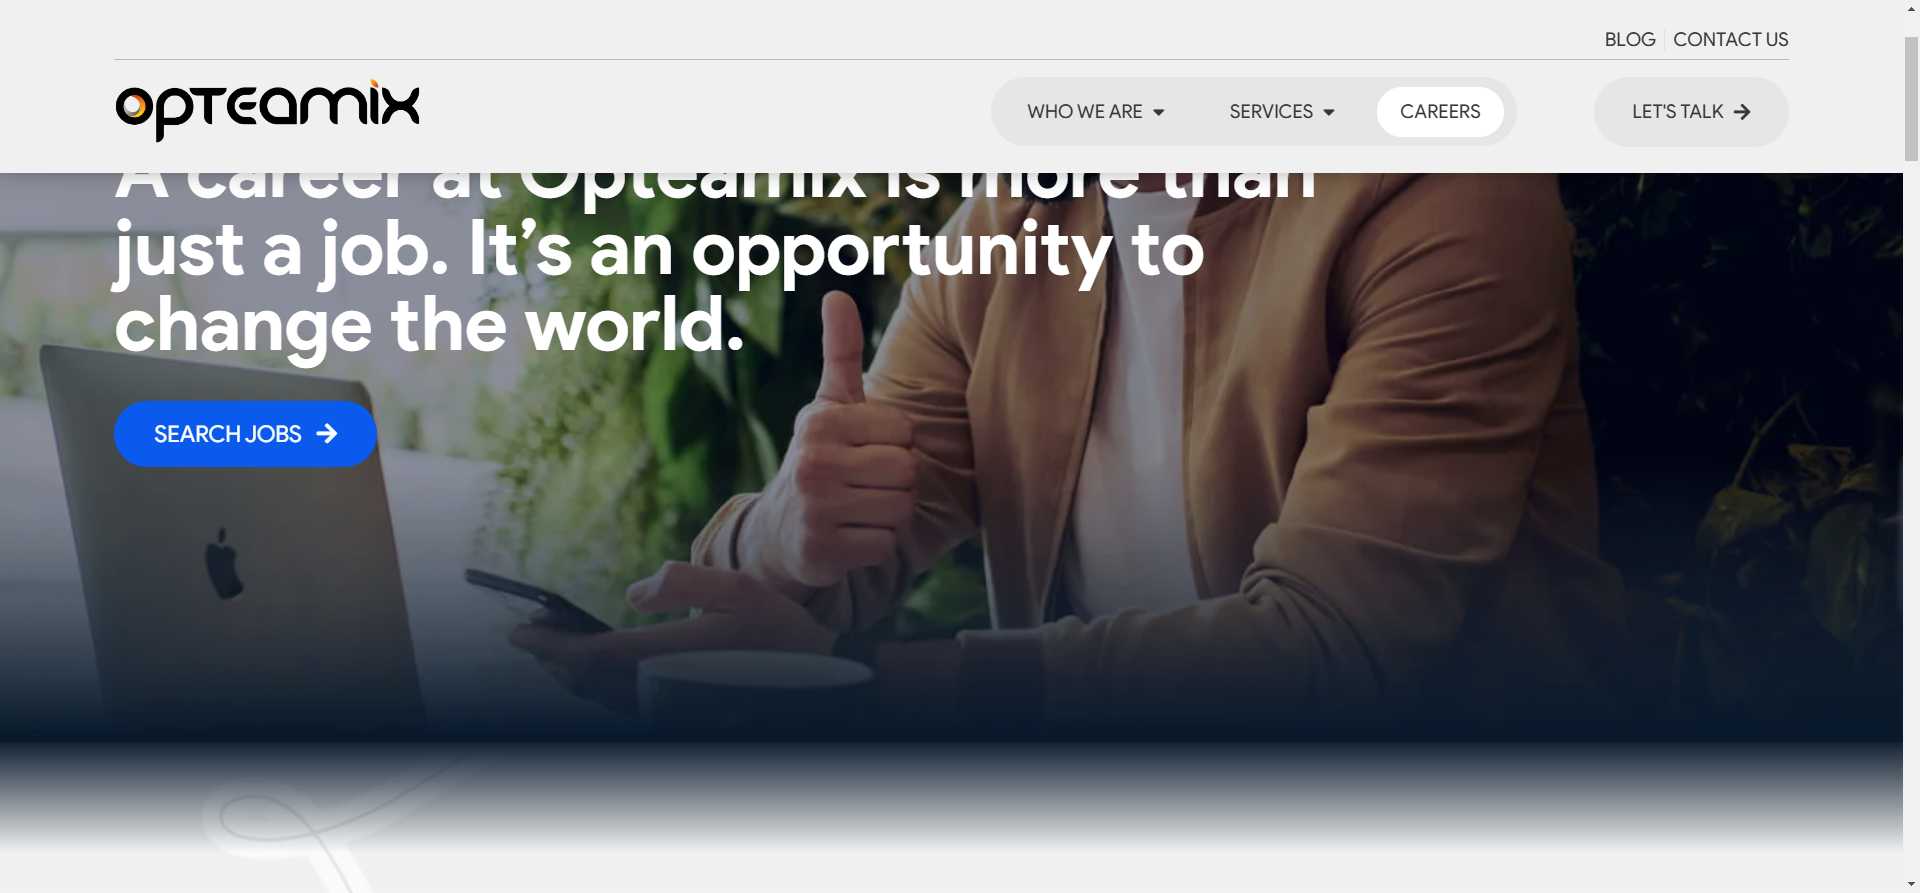 BLOG CONTACT US
opteamix
WHO WE ARE SERVICES CAREERS LET'S TALK
A career at Opteamix is more than
just a job. It’s an opportunity to
change the world.
SEARCH JOBS